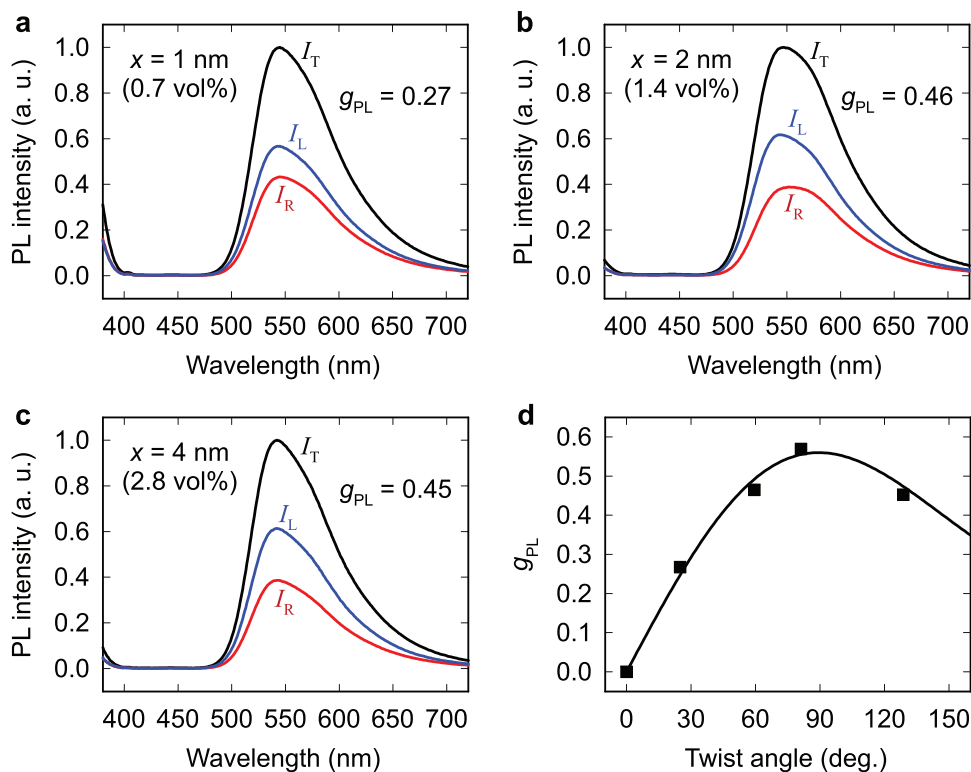 a
x = 1 nm
(0.7 vol%)
I_T
g_PL = 0.27
I_L
I_R
1.0
0.8
0.6
0.4
0.2
0.0
PL intensity (a. u.)
400 450 500 550 600 650 700
Wavelength (nm)
b
x = 2 nm
(1.4 vol%)
I_T
g_PL = 0.46
I_L
I_R
1.0
0.8
0.6
0.4
0.2
0.0
PL intensity (a. u.)
400 450 500 550 600 650 700
Wavelength (nm)
c
x = 4 nm
(2.8 vol%)
I_T
g_PL = 0.45
I_L
I_R
1.0
0.8
0.6
0.4
0.2
0.0
PL intensity (a. u.)
400 450 500 550 600 650 700
Wavelength (nm)
d
0.6
0.5
0.4
0.3
0.2
0.1
0.0
g_PL
0 30 60 90 120 150
Twist angle (deg.)